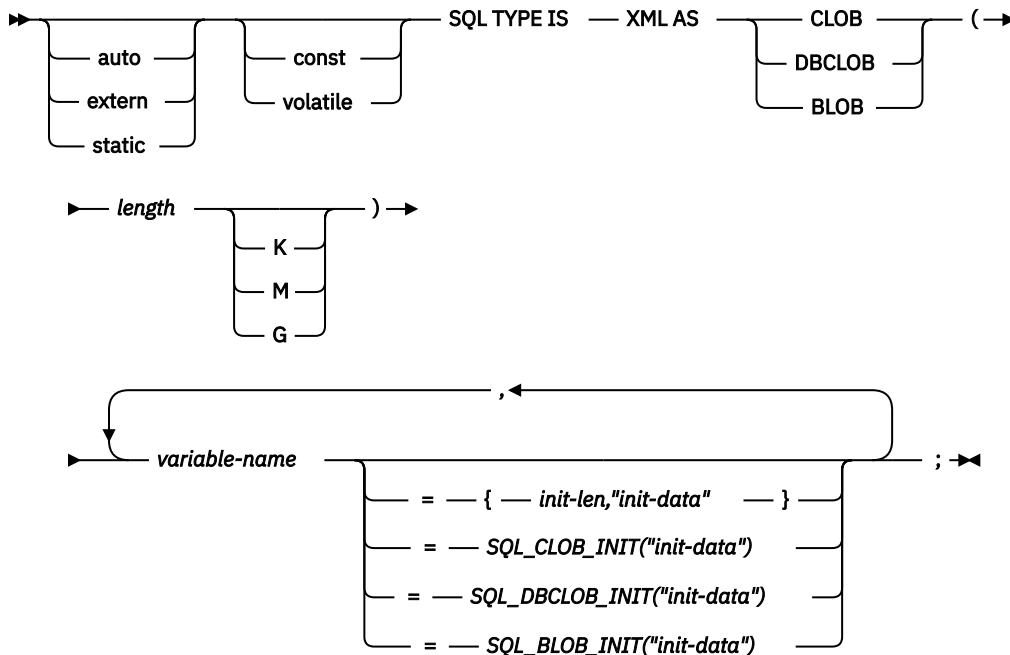 SQL TYPE IS XML AS CLOB (
auto const DBCLOB
extern volatile BLOB
static
length )
K
M
G
,
variable-name ;
= { init-len,"init-data" }
= SQL_CLOB_INIT("init-data")
= SQL_DBCLOB_INIT("init-data")
= SQL_BLOB_INIT("init-data")